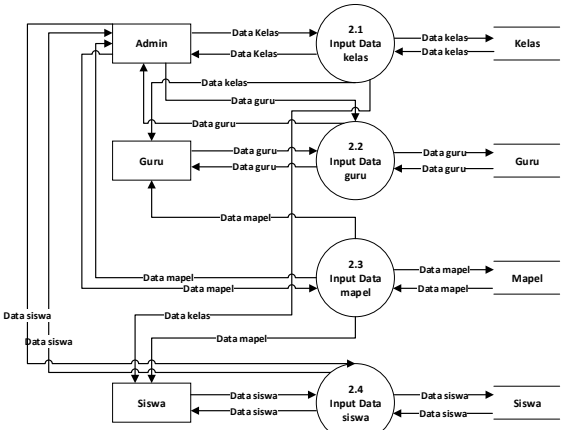 Admin
Data Kelas
Data Kelas
2.1
Input Data
kelas
Data kelas
Data kelas
Kelas
Data kelas
Data guru
Data guru
Guru
Data guru
Data guru
2.2
Input Data
guru
Data guru
Data guru
Guru
Data mapel
Data mapel
Data mapel
2.3
Input Data
mapel
Data mapel
Data mapel
Mapel
Data siswa
Data kelas
Data siswa
Data mapel
Siswa
Data siswa
Data siswa
2.4
Input Data
siswa
Data siswa
Data siswa
Siswa